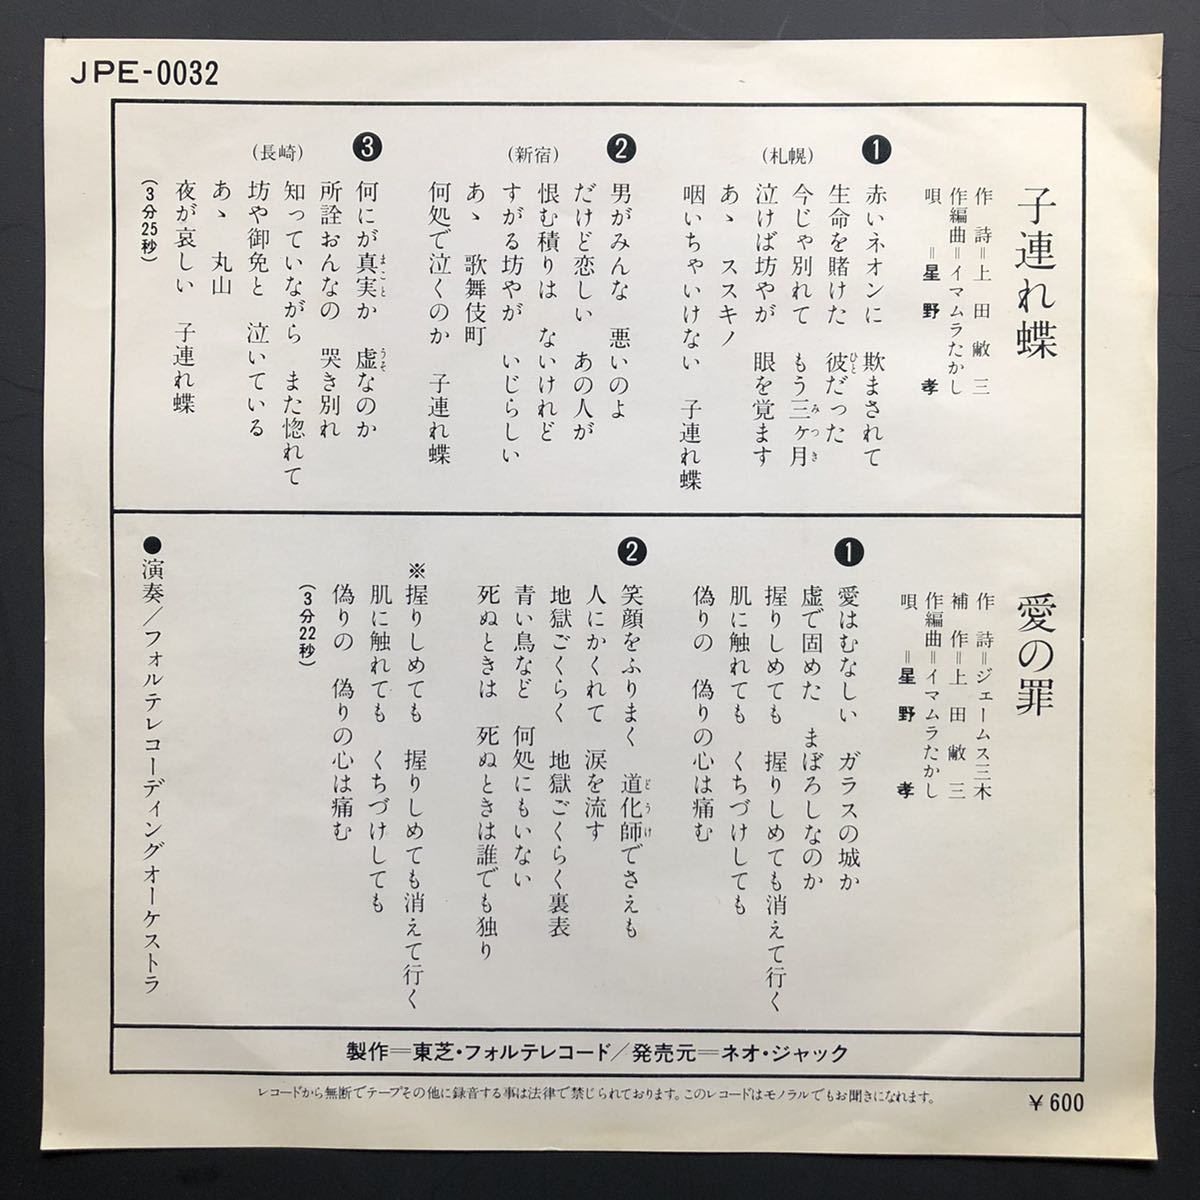 JPE-0032
子連れ蝶
作詩＝上田敝三
作編曲＝イマムラたかし
唄＝星野孝
❶
(札幌)
赤いネオンに　欺まされて
生命を賭けた　彼だった
ひと
今じゃ別れて　もう三ヶ月
みつき
泣けば坊やが　眼を覚ます
あゝ　ススキノ
咽いちゃいけない　子連れ蝶
❷
(新宿)
男がみんな　悪いのよ
だけど恋しい　あの人が
恨む積りは　ないけれど
すがる坊やが　いじらしい
あゝ　歌舞伎町
何処で泣くのか　子連れ蝶
❸
(長崎)
何にが真実か　虚なのか
まこと　うそ
所詮おんなの　哭き別れ
知っていながら　また惚れて
坊や御免と　泣いている
あゝ　丸山
夜が哀しい　子連れ蝶
(3分25秒)
愛の罪
作詩＝ジェームス三木
補作＝上田敝三
作編曲＝イマムラたかし
唄＝星野孝
❶
愛はむなしい　ガラスの城か
虚で固めた　まぼろしなのか
握りしめても　握りしめても消えて行く
肌に触れても　くちづけしても
偽りの　偽りの心は痛む
❷
笑顔をふりまく　道化師でさえも
どうけ
人にかくれて　涙を流す
地獄ごくらく　地獄ごくらく裏表
青い鳥など　何処にもいない
死ぬときは　死ぬときは誰でも独り
※握りしめても　握りしめても消えて行く
肌に触れても　くちづけしても
偽りの　偽りの心は痛む
(3分22秒)
●演奏／フォルテレコーディングオーケストラ
製作＝東芝・フォルテレコード／発売元＝ネオ・ジャック
レコードから無断でテープその他に録音する事は法律で禁じられております。このレコードはモノラルでもお聞きになれます。
￥600